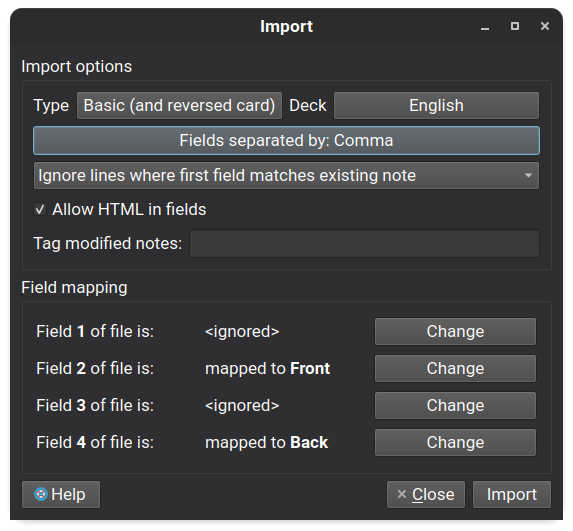 Import
Import options
Type Basic (and reversed card) Deck English
Fields separated by: Comma
Ignore lines where first field matches existing note
Allow HTML in fields
Tag modified notes:
Field mapping
Field 1 of file is: <ignored> Change
Field 2 of file is: mapped to Front Change
Field 3 of file is: <ignored> Change
Field 4 of file is: mapped to Back Change
Help Close Import